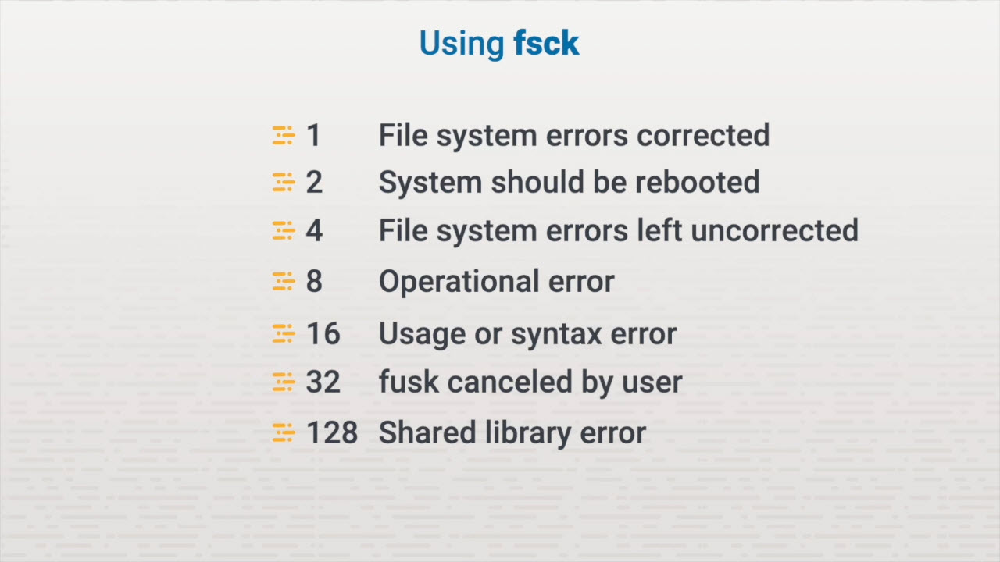 Using fsck
1 File system errors corrected
2 System should be rebooted
4 File system errors left uncorrected
8 Operational error
16 Usage or syntax error
32 fusk canceled by user
128 Shared library error